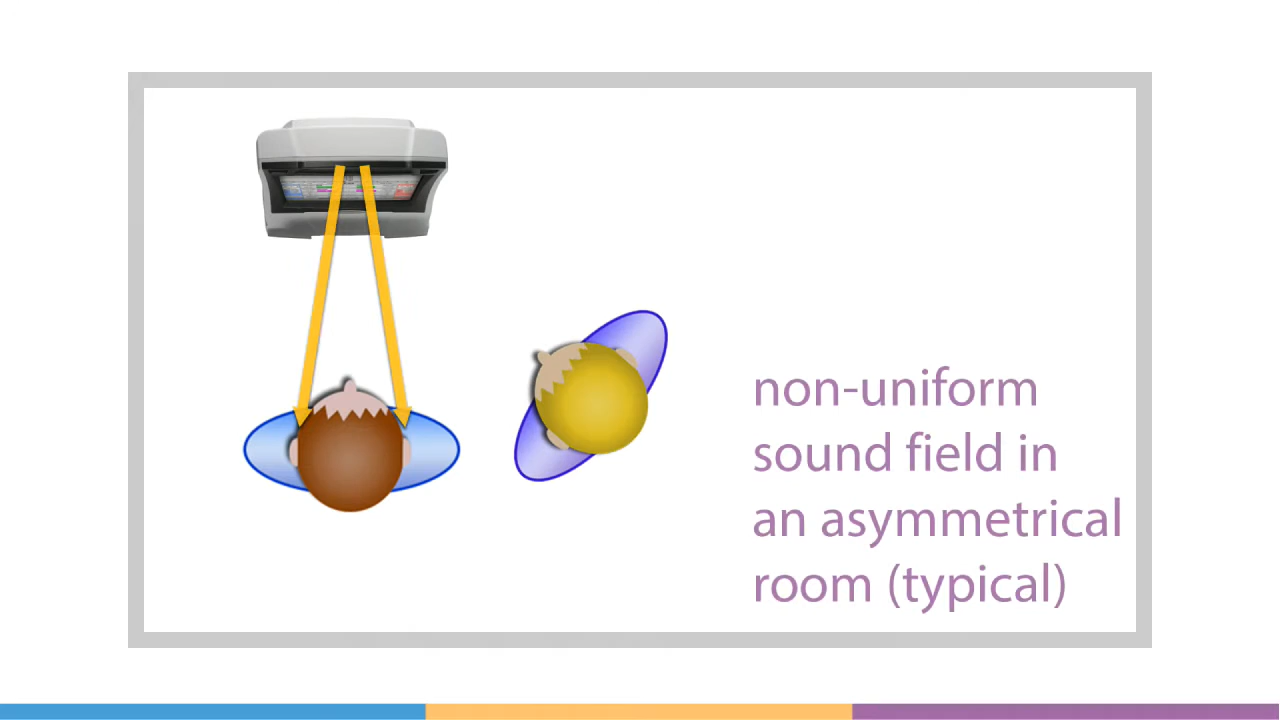 non-uniform
sound field in
an asymmetrical
room (typical)